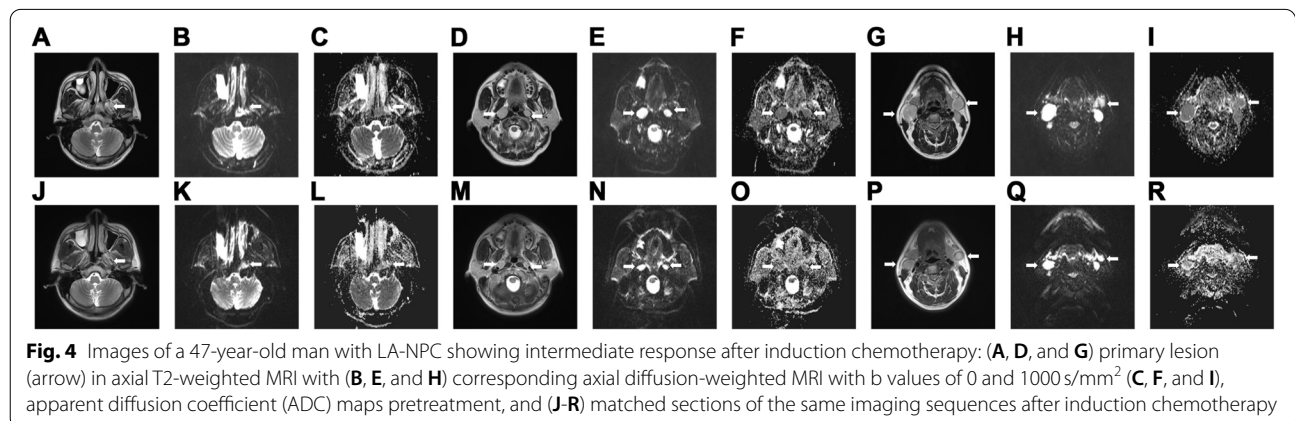 A B C D E F G H I
J K L M N O P Q R
Fig. 4 Images of a 47-year-old man with LA-NPC showing intermediate response after induction chemotherapy: (A, D, and G) primary lesion
(arrow) in axial T2-weighted MRI with (B, E, and H) corresponding axial diffusion-weighted MRI with b values of 0 and 1000 s/mm² (C, F, and I),
apparent diffusion coefficient (ADC) maps pretreatment, and (J-R) matched sections of the same imaging sequences after induction chemotherapy